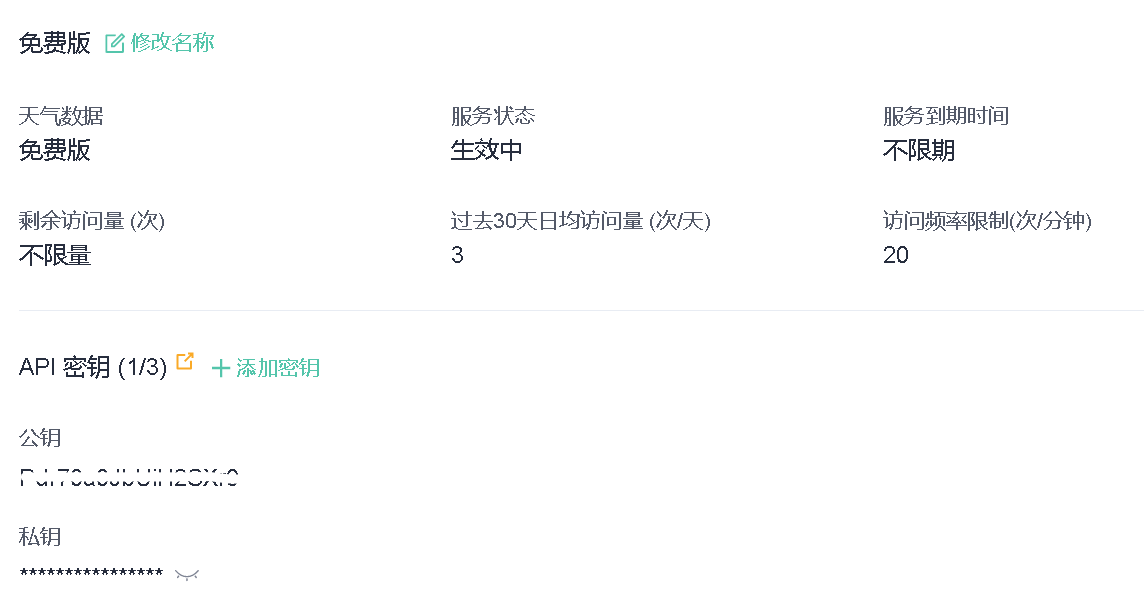 免费版 修改名称
天气数据 服务状态 服务到期时间
免费版 生效中 不限期
剩余访问量 (次) 过去30天日均访问量 (次/天) 访问频率限制(次/分钟)
不限量 3 20
API 密钥 (1/3) 添加密钥
公钥
私钥
****************